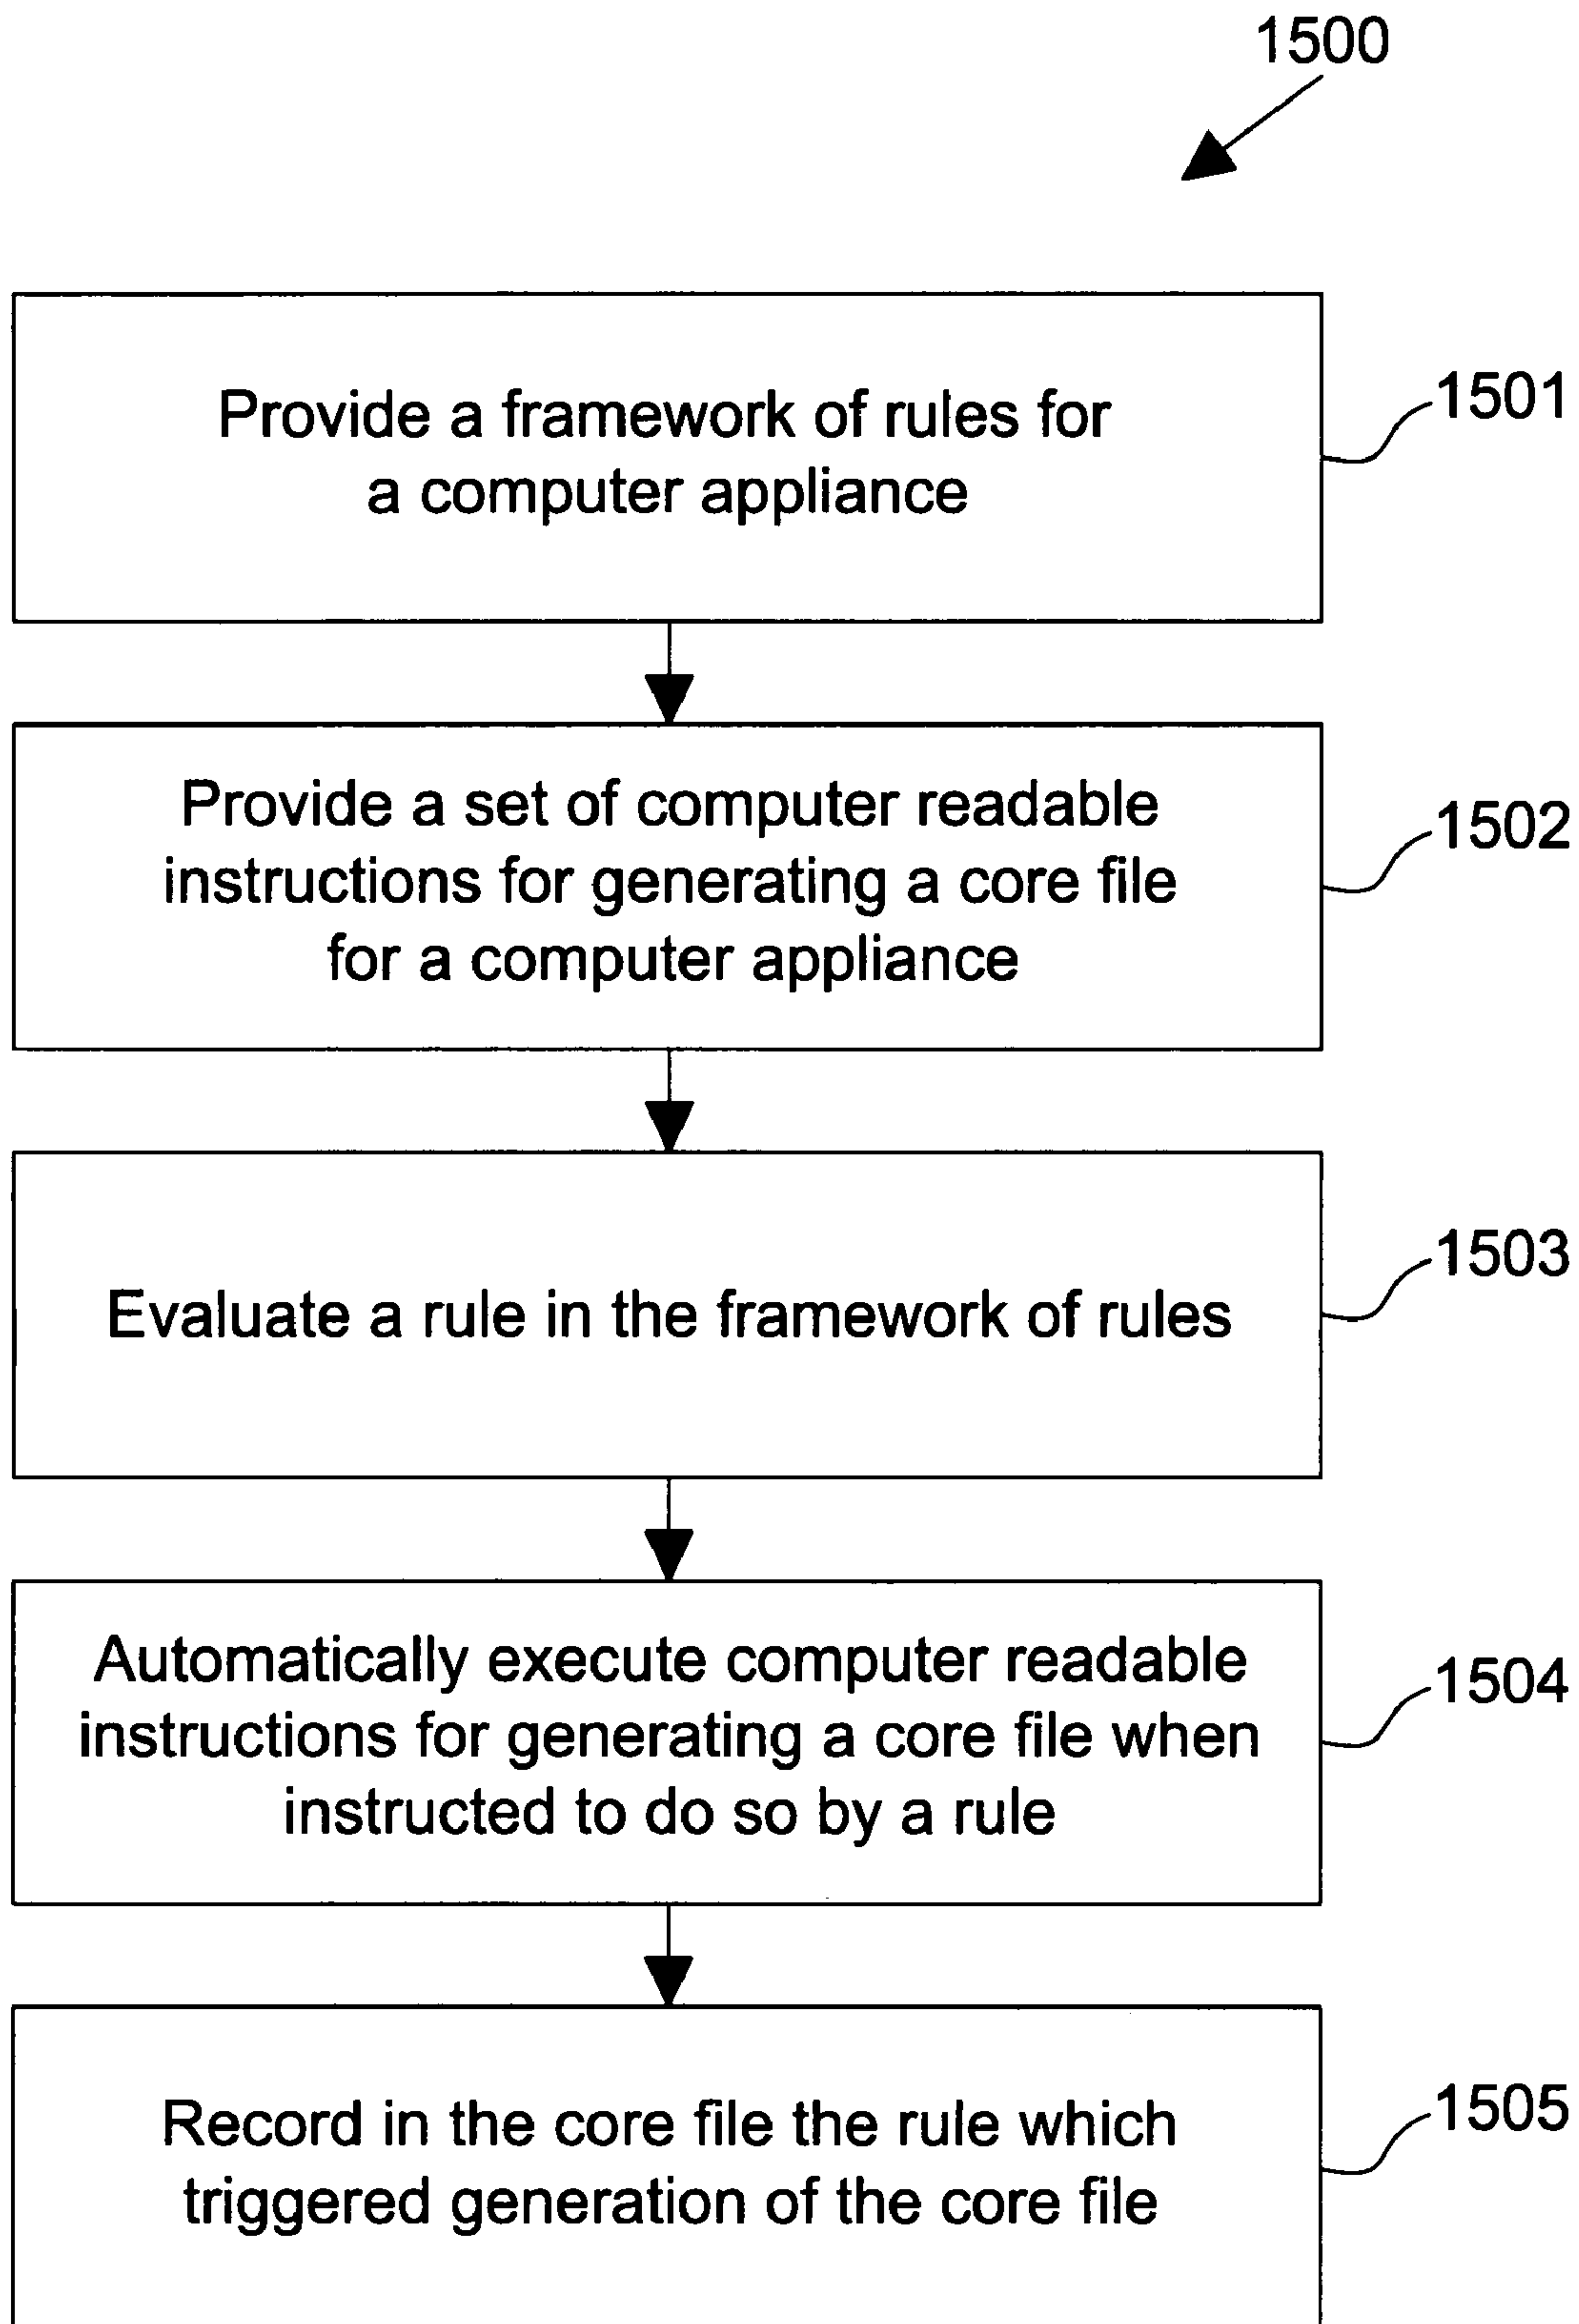 1500
Provide a framework of rules for
a computer appliance
1501
Provide a set of computer readable
instructions for generating a core file
for a computer appliance
1502
Evaluate a rule in the framework of rules
1503
Automatically execute computer readable
instructions for generating a core file when
instructed to do so by a rule
1504
Record in the core file the rule which
triggered generation of the core file
1505